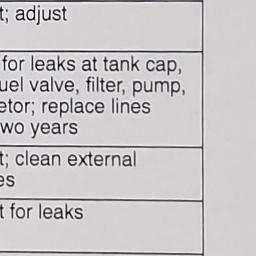 t; adjust
for leaks at tank cap,
uel valve, filter, pump,
etor; replace lines
wo years
t; clean external
es
t for leaks